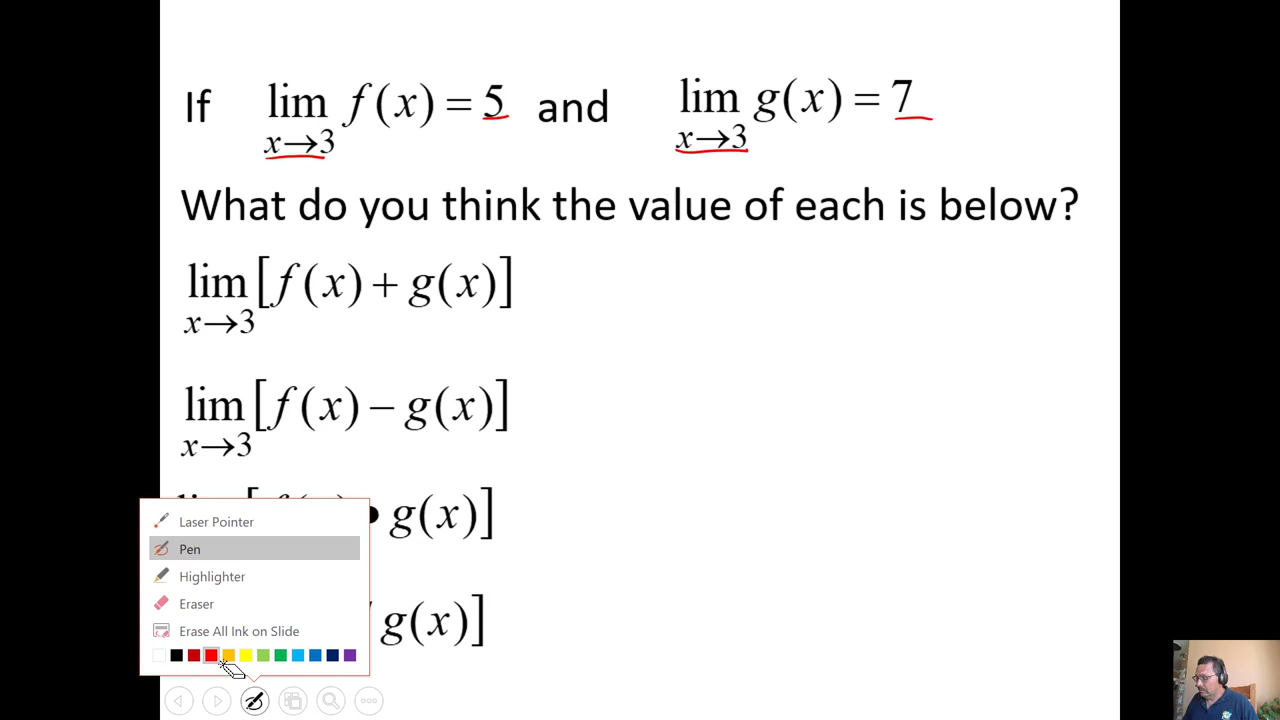 If lim f(x) = 5 and lim g(x) = 7
x→3 x→3
What do you think the value of each is below?
lim [f(x) + g(x)]
x→3
lim [f(x) − g(x)]
x→3
• g(x)]
g(x)]
Laser Pointer
Pen
Highlighter
Eraser
Erase All Ink on Slide